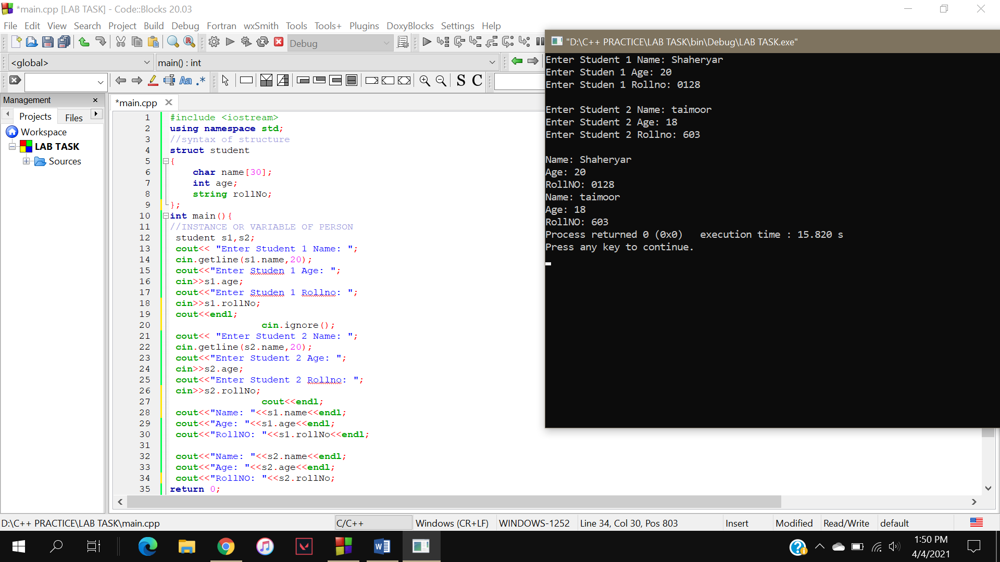 *main.cpp [LAB TASK] - Code::Blocks 20.03
File Edit View Search Project Build Debug Fortran wxSmith Tools Tools+ Plugins DoxyBlocks Settings Help
Debug
<global> main() : int
Aa .* S C
Management
Projects Files
Workspace
LAB TASK
Sources
*main.cpp
1 #include <iostream>
2 using namespace std;
3 //syntax of structure
4 struct student
5 {
6 char name[30];
7 int age;
8 string rollNo;
9 };
10 int main(){
11 //INSTANCE OR VARIABLE OF PERSON
12 student s1,s2;
13 cout<< "Enter Student 1 Name: ";
14 cin.getline(s1.name,20);
15 cout<<"Enter Studen 1 Age: ";
16 cin>>s1.age;
17 cout<<"Enter Studen 1 Rollno: ";
18 cin>>s1.rollNo;
19 cout<<endl;
20 cin.ignore();
21 cout<< "Enter Student 2 Name: ";
22 cin.getline(s2.name,20);
23 cout<<"Enter Student 2 Age: ";
24 cin>>s2.age;
25 cout<<"Enter Student 2 Rollno: ";
26 cin>>s2.rollNo;
27 cout<<endl;
28 cout<<"Name: "<<s1.name<<endl;
29 cout<<"Age: "<<s1.age<<endl;
30 cout<<"RollNO: "<<s1.rollNo<<endl;
31
32 cout<<"Name: "<<s2.name<<endl;
33 cout<<"Age: "<<s2.age<<endl;
34 cout<<"RollNO: "<<s2.rollNo;
35 return 0;
"D:\C++ PRACTICE\LAB TASK\bin\Debug\LAB TASK.exe"
Enter Student 1 Name: Shaheryar
Enter Studen 1 Age: 20
Enter Studen 1 Rollno: 0128
Enter Student 2 Name: taimoor
Enter Student 2 Age: 18
Enter Student 2 Rollno: 603
Name: Shaheryar
Age: 20
RollNO: 0128
Name: taimoor
Age: 18
RollNO: 603
Process returned 0 (0x0) execution time : 15.820 s
Press any key to continue.
D:\C++ PRACTICE\LAB TASK\main.cpp C/C++ Windows (CR+LF) WINDOWS-1252 Line 34, Col 30, Pos 803 Insert Modified Read/Write default
1:50 PM
4/4/2021